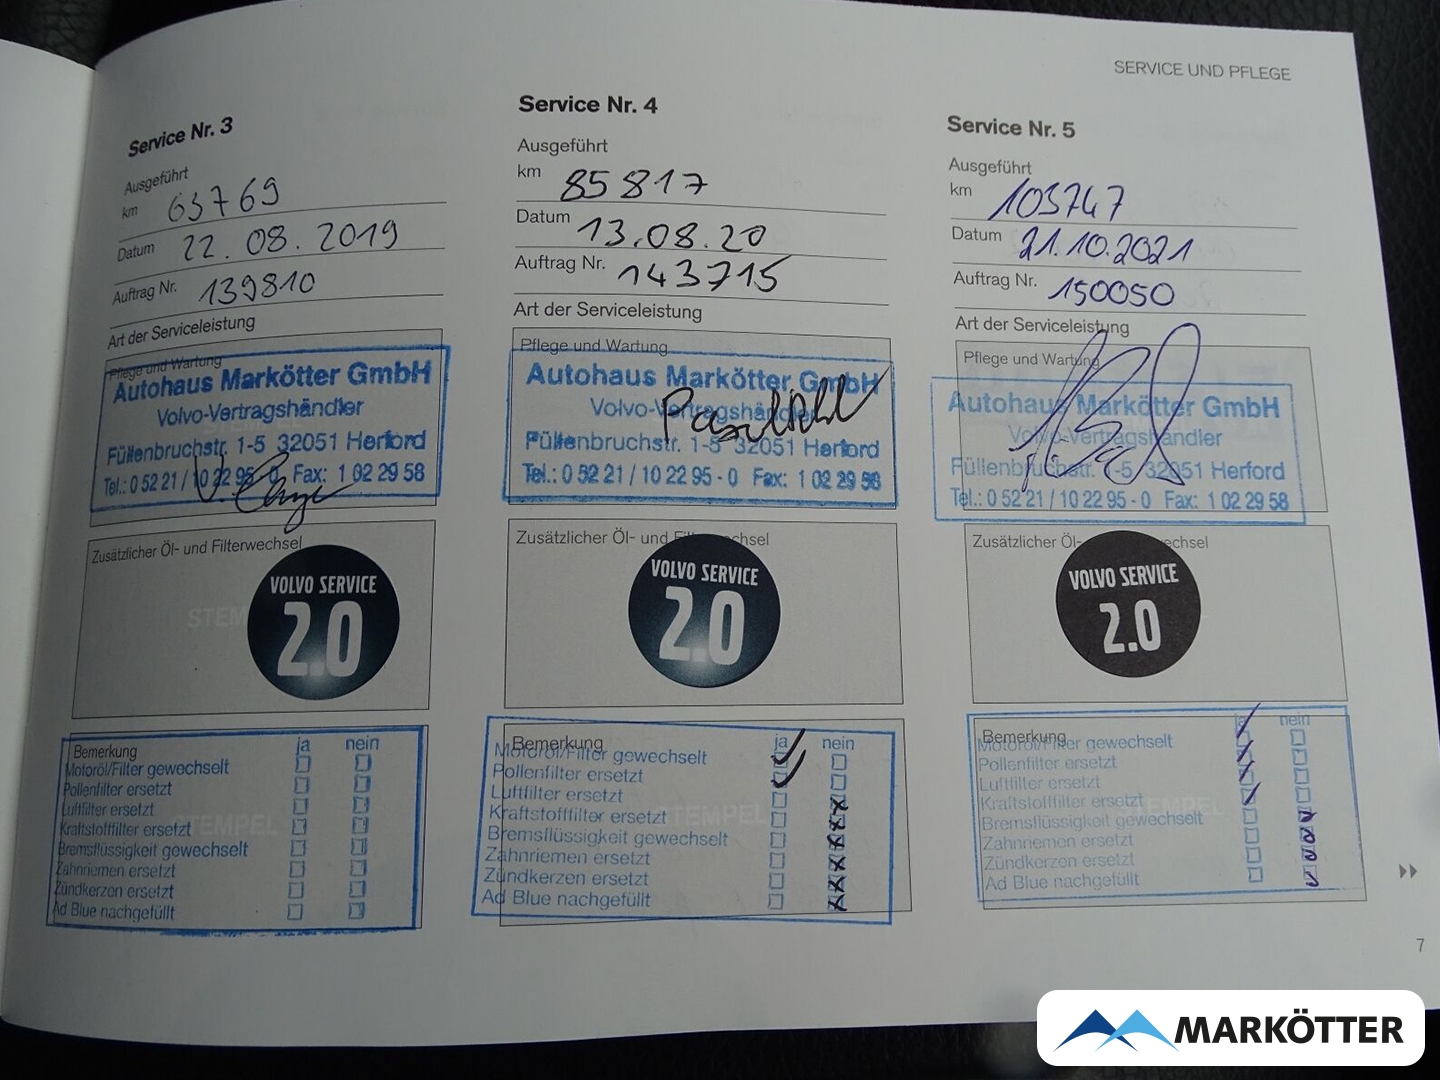 SERVICE UND PFLEGE
Service Nr. 3
Ausgeführt
km 63769
Datum 22.08.2019
Auftrag Nr. 139810
Art der Serviceleistung
Pflege und Wartung
Autohaus Markötter GmbH
Volvo-Vertragshändler
Füllenbruchstr. 1-5 32051 Herford
Tel.: 0 52 21 / 10 22 95 - 0 Fax: 1 02 29 58
Zusätzlicher Öl- und Filterwechsel
STEM
VOLVO SERVICE
2.0
Bemerkung ja nein
Motoröl/Filter gewechselt
Pollenfilter ersetzt
Luftfilter ersetzt
STEMPEL
Kraftstofffilter ersetzt
Bremsflüssigkeit gewechselt
Zahnriemen ersetzt
Zündkerzen ersetzt
Ad Blue nachgefüllt
Service Nr. 4
Ausgeführt
km 85817
Datum 13.08.20
Auftrag Nr. 143715
Art der Serviceleistung
Pflege und Wartung
Autohaus Markötter GmbH
Volvo-Vertragshändler
Füllenbruchstr. 1-5 32051 Herford
Tel.: 0 52 21 / 10 22 95 - 0 Fax: 1 02 29 58
Zusätzlicher Öl- und Filterwechsel
VOLVO SERVICE
2.0
Bemerkung ja nein
Motoröl/Filter gewechselt
Pollenfilter ersetzt
Luftfilter ersetzt
STEMPEL
Kraftstofffilter ersetzt
Bremsflüssigkeit gewechselt
Zahnriemen ersetzt
Zündkerzen ersetzt
Ad Blue nachgefüllt
Service Nr. 5
Ausgeführt
km 103747
Datum 21.10.2021
Auftrag Nr. 150050
Art der Serviceleistung
Pflege und Wartung
Autohaus Markötter GmbH
Volvo-Vertragshändler
Füllenbruchstr. 1-5 32051 Herford
Tel.: 0 52 21 / 10 22 95 - 0 Fax: 1 02 29 58
Zusätzlicher Öl- echsel
VOLVO SERVICE
2.0
Bemerkung ja nein
Motoröl/Filter gewechselt
Pollenfilter ersetzt
Luftfilter ersetzt
Kraftstofffilter ersetzt
STEMPEL
Bremsflüssigkeit gewechselt
Zahnriemen ersetzt
Zündkerzen ersetzt
Ad Blue nachgefüllt
7
MARKÖTTER